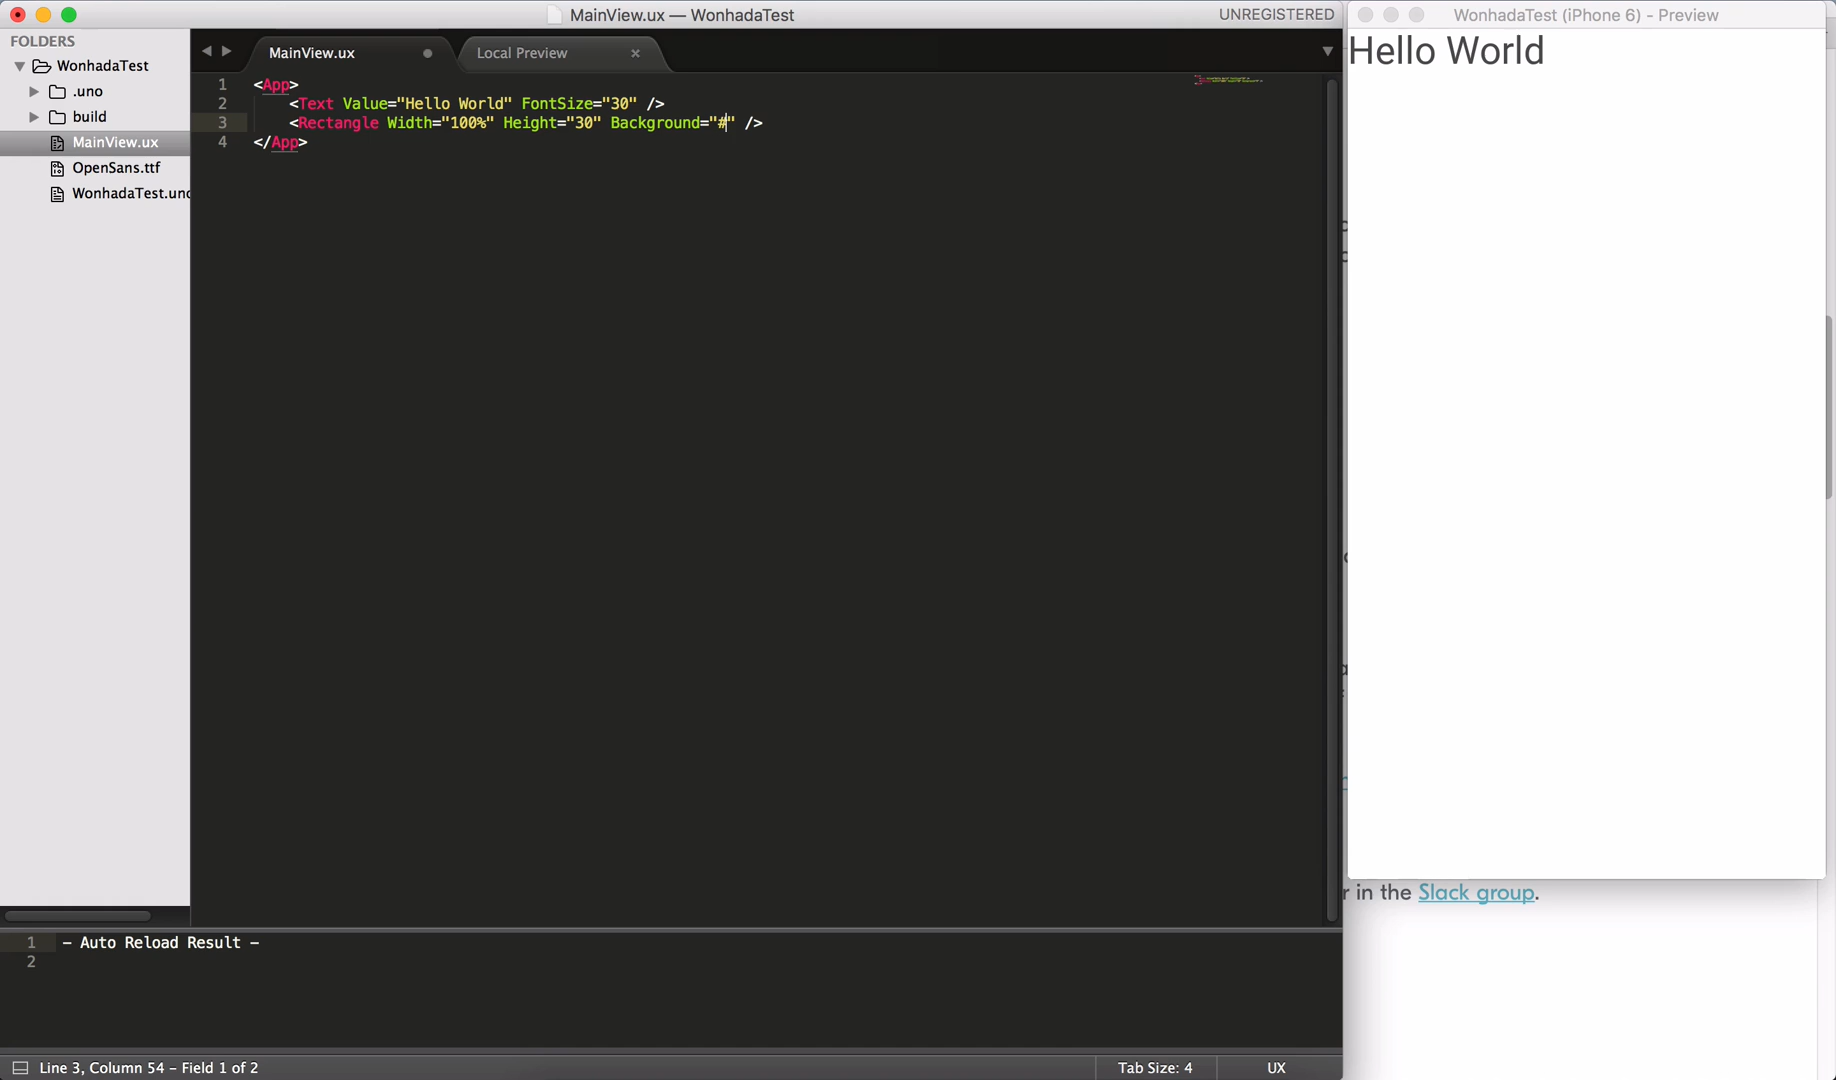 MainView.ux — WonhadaTest
UNREGISTERED
FOLDERS
WonhadaTest
.uno
build
MainView.ux
OpenSans.ttf
WonhadaTest.uno
MainView.ux
Local Preview
1 <App>
2 <Text Value="Hello World" FontSize="30" />
3 <Rectangle Width="100%" Height="30" Background="#" />
4 </App>
1 - Auto Reload Result -
2
Line 3, Column 54 – Field 1 of 2
Tab Size: 4
UX
WonhadaTest (iPhone 6) - Preview
Hello World
r in the Slack group.